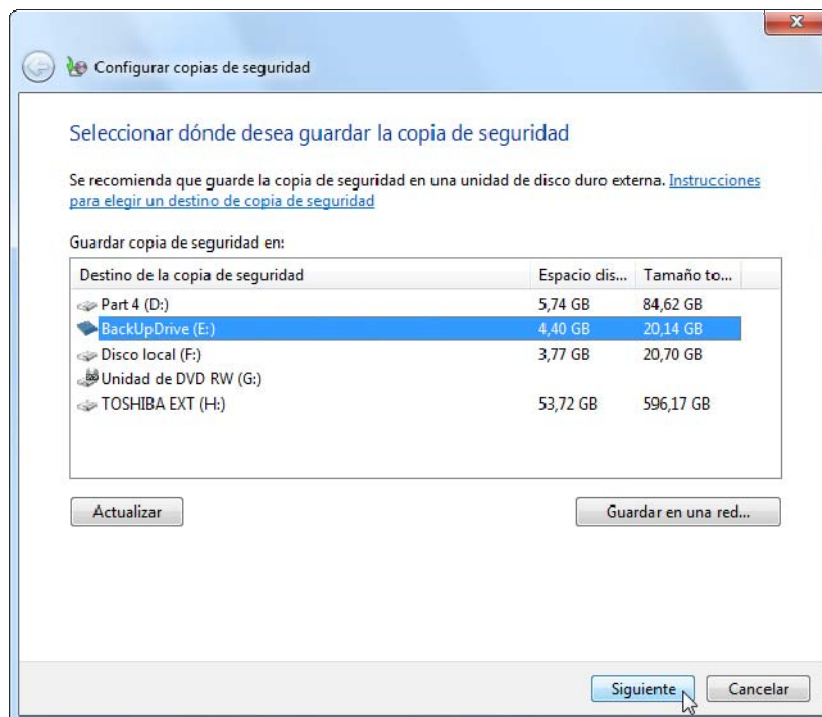 Configurar copias de seguridad
Seleccionar dónde desea guardar la copia de seguridad
Se recomienda que guarde la copia de seguridad en una unidad de disco duro externa. Instrucciones
para elegir un destino de copia de seguridad
Guardar copia de seguridad en:
Destino de la copia de seguridad Espacio dis... Tamaño to...
Part 4 (D:) 5,74 GB 84,62 GB
BackUpDrive (E:) 4,40 GB 20,14 GB
Disco local (F:) 3,77 GB 20,70 GB
Unidad de DVD RW (G:)
TOSHIBA EXT (H:) 53,72 GB 596,17 GB
Actualizar Guardar en una red...
Siguiente Cancelar